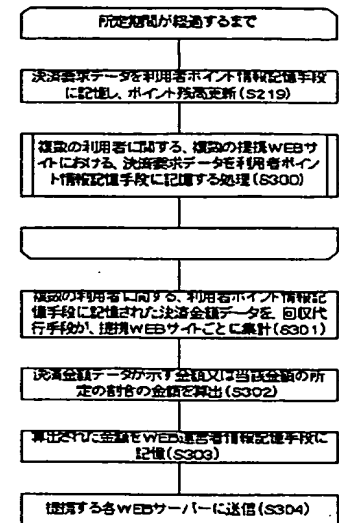 所定期間が経過するまで
決済要求データを利用者ポイント情報記憶手段
に記憶し、ポイント残高更新(S219)
複数の利用者に関する、複数の提携WEBサ
イトにおける、決済要求データを利用者ポイン
ト情報記憶手段に記憶する処理(S300)
複数の利用者に関する、利用者ポイント情報記
憶手段に記憶された決済金額データを、回収代
行手段が、提携WEBサイトごとに集計(S301)
決済金額データが示す金額又は当該金額の所
定の割合の金額を算出(S302)
算出された金額をWEB運営者情報記憶手段に
記憶(S303)
提携する各WEBサーバーに送信(S304)